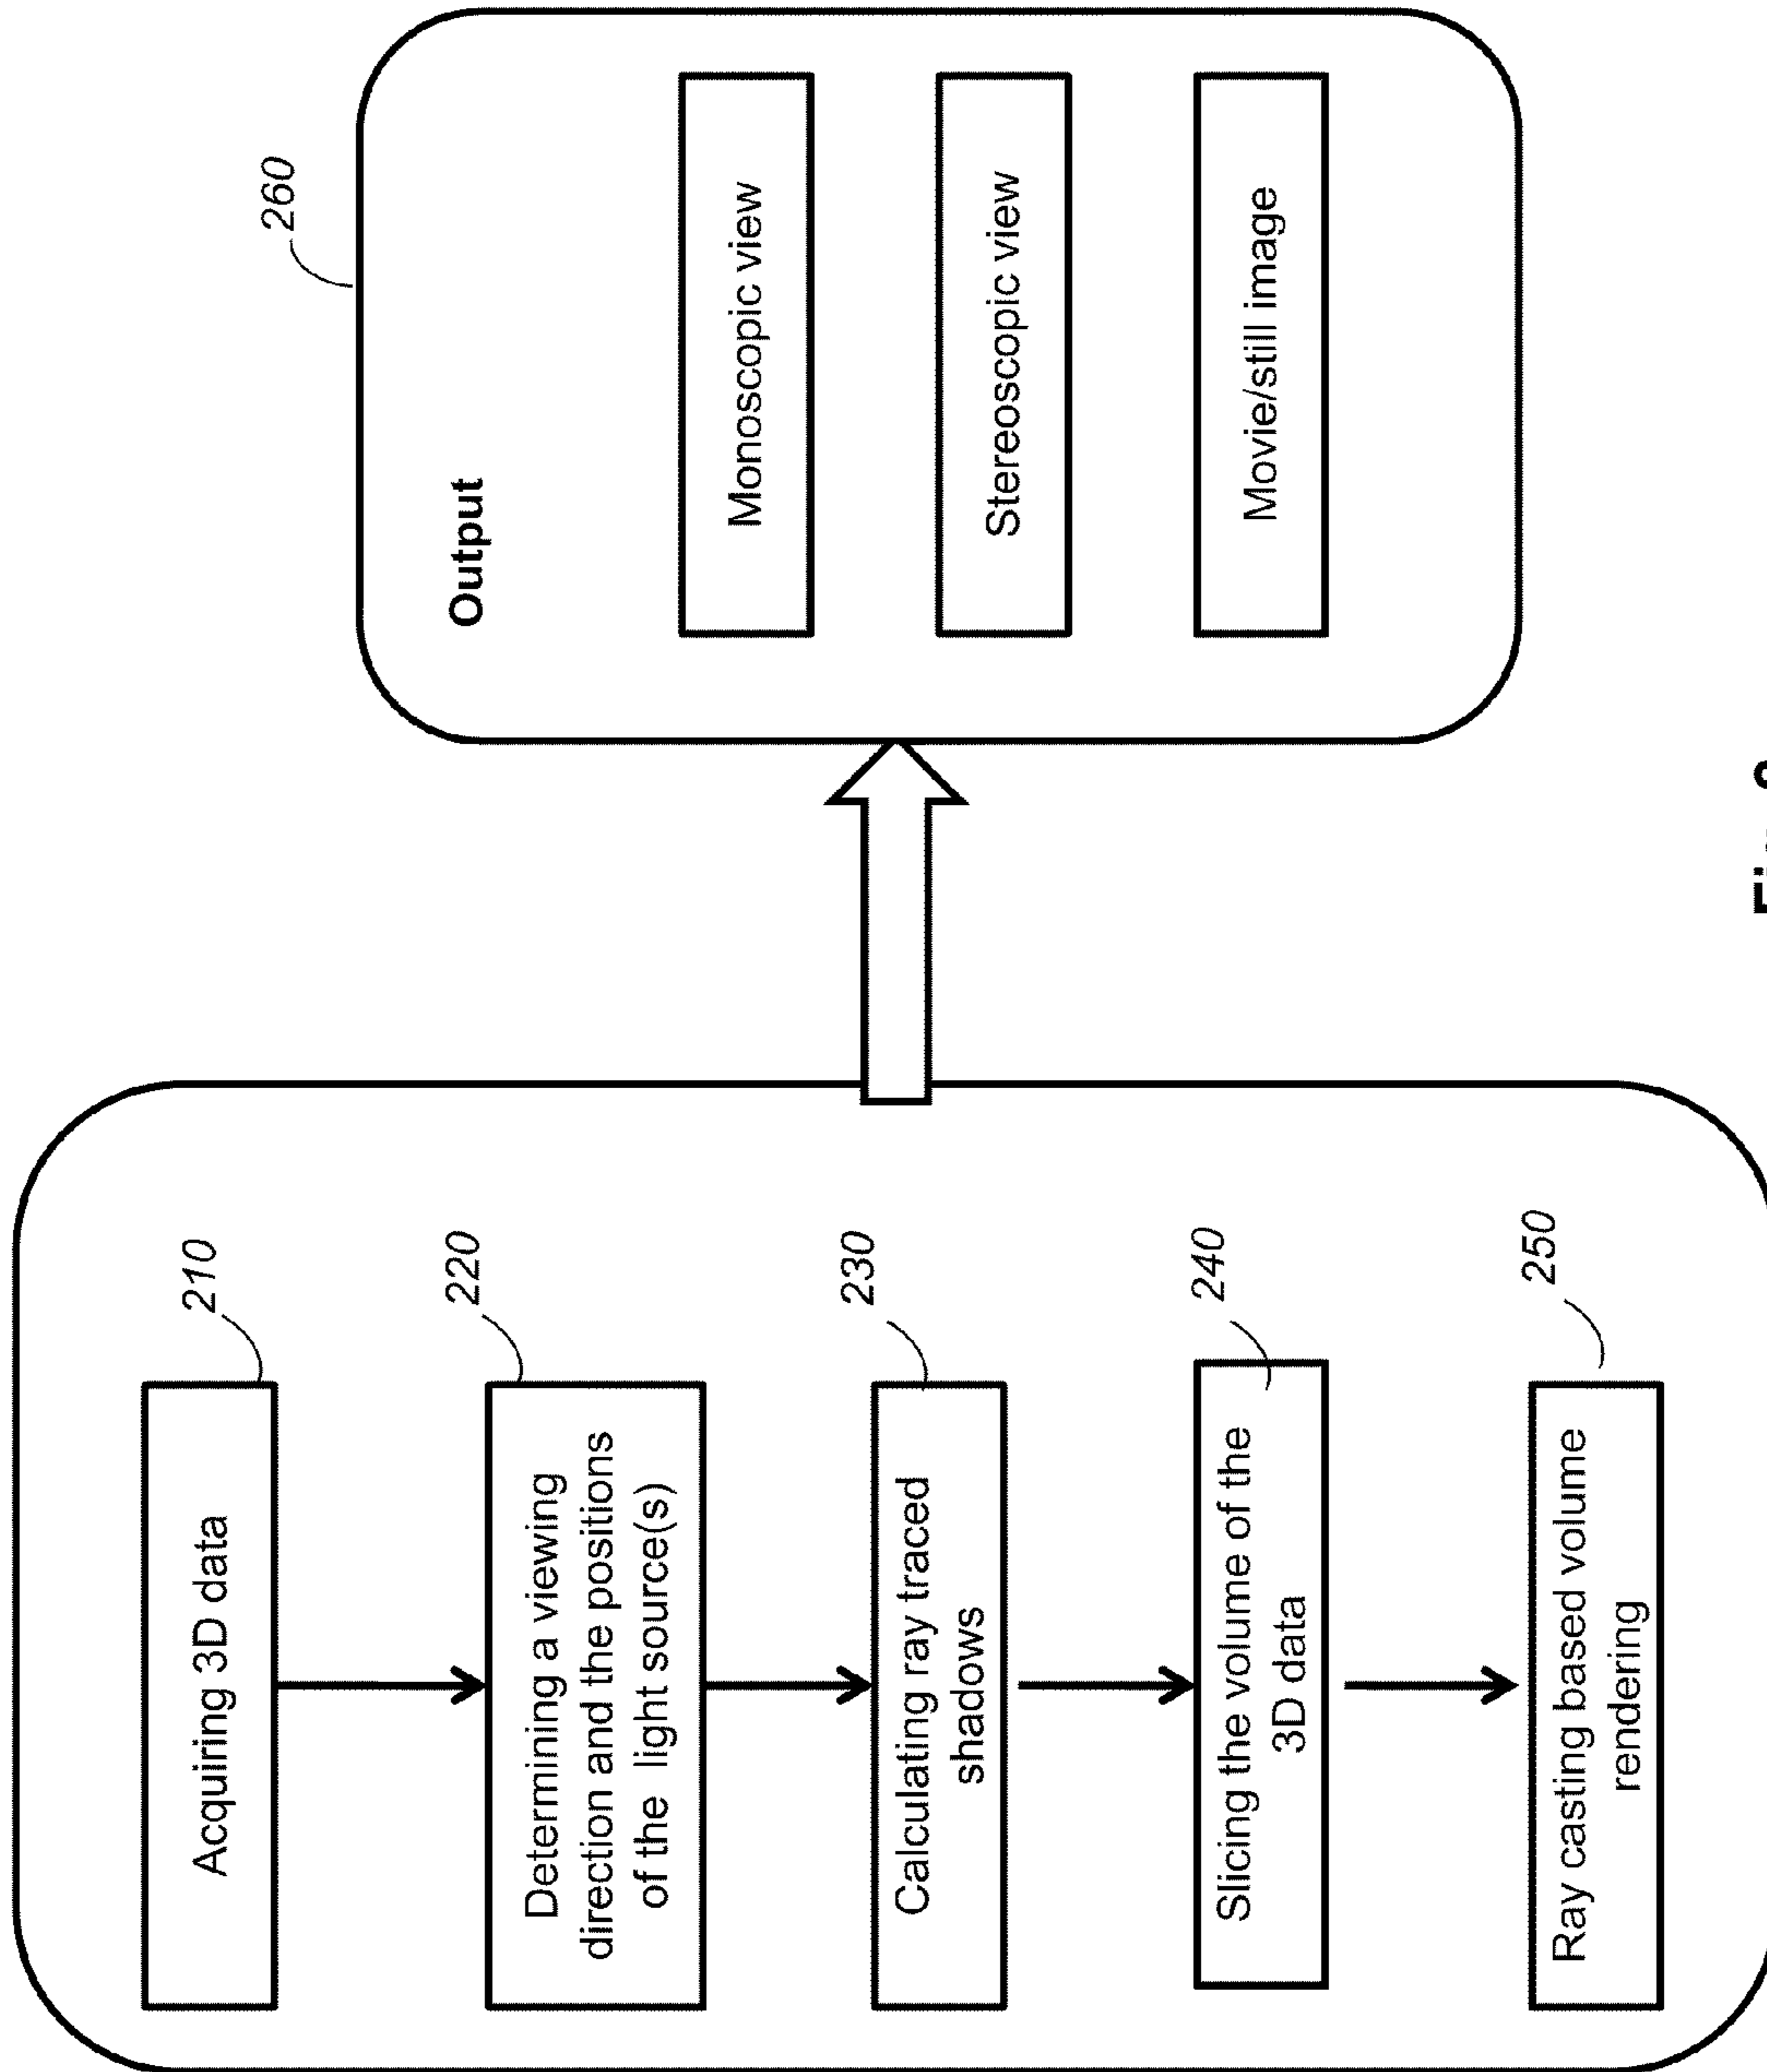 210
Acquiring 3D data
220
Determining a viewing
direction and the positions
of the light source(s)
230
Calculating ray traced
shadows
240
Slicing the volume of the
3D data
250
Ray casting based volume
rendering
260
Output
Monoscopic view
Stereoscopic view
Movie/still image